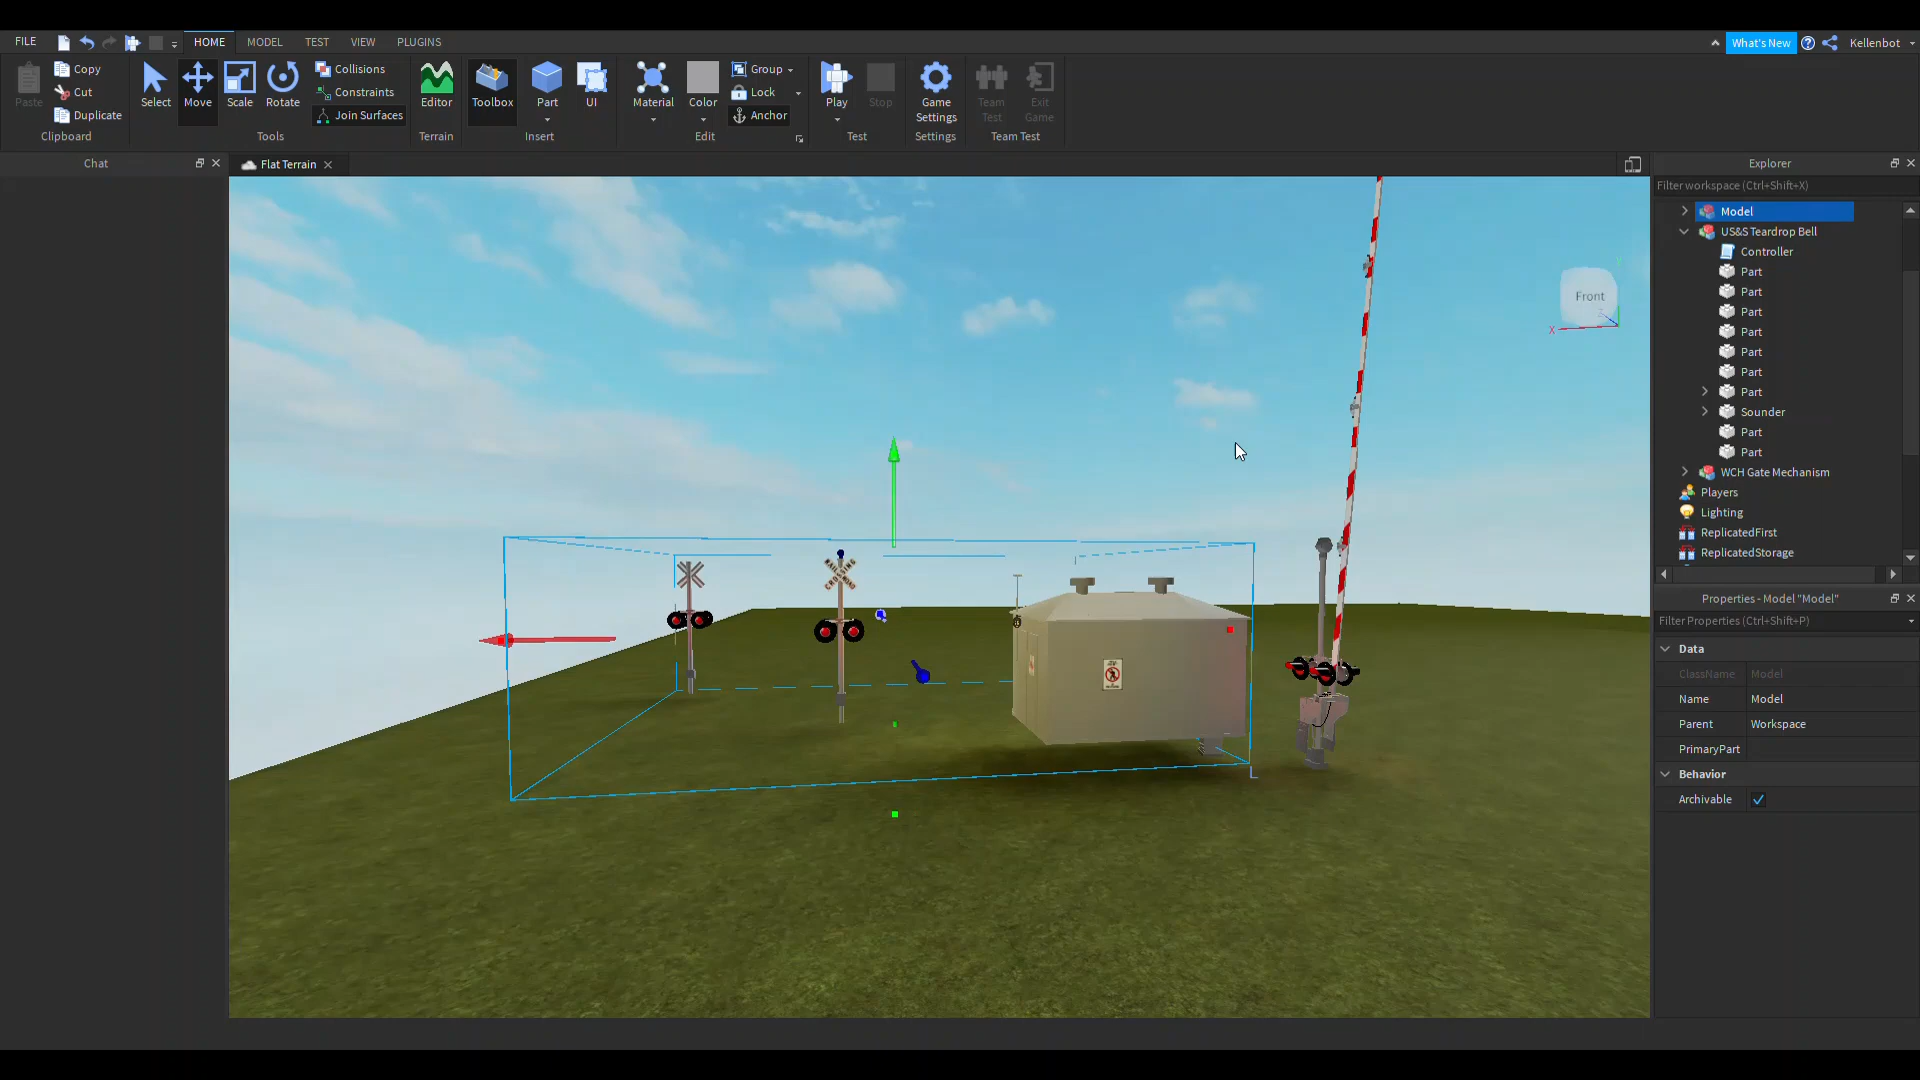 FILE HOME MODEL TEST VIEW PLUGINS What's New Kellenbot
Paste Copy Cut Duplicate Clipboard
Select Move Scale Rotate Collisions Constraints Join Surfaces Tools
Editor Terrain
Toolbox Part UI Insert
Material Color Group Lock Anchor Edit
Play Stop Test
Game Settings Settings
Team Test Exit Game Team Test
Chat
Flat Terrain
Front
X
RAILROAD CROSSING
Explorer
Filter workspace (Ctrl+Shift+X)
Model
US&S Teardrop Bell
Controller
Part
Part
Part
Part
Part
Part
Part
Sounder
Part
Part
WCH Gate Mechanism
Players
Lighting
ReplicatedFirst
ReplicatedStorage
Properties - Model "Model"
Filter Properties (Ctrl+Shift+P)
Data
ClassName Model
Name Model
Parent Workspace
PrimaryPart
Behavior
Archivable